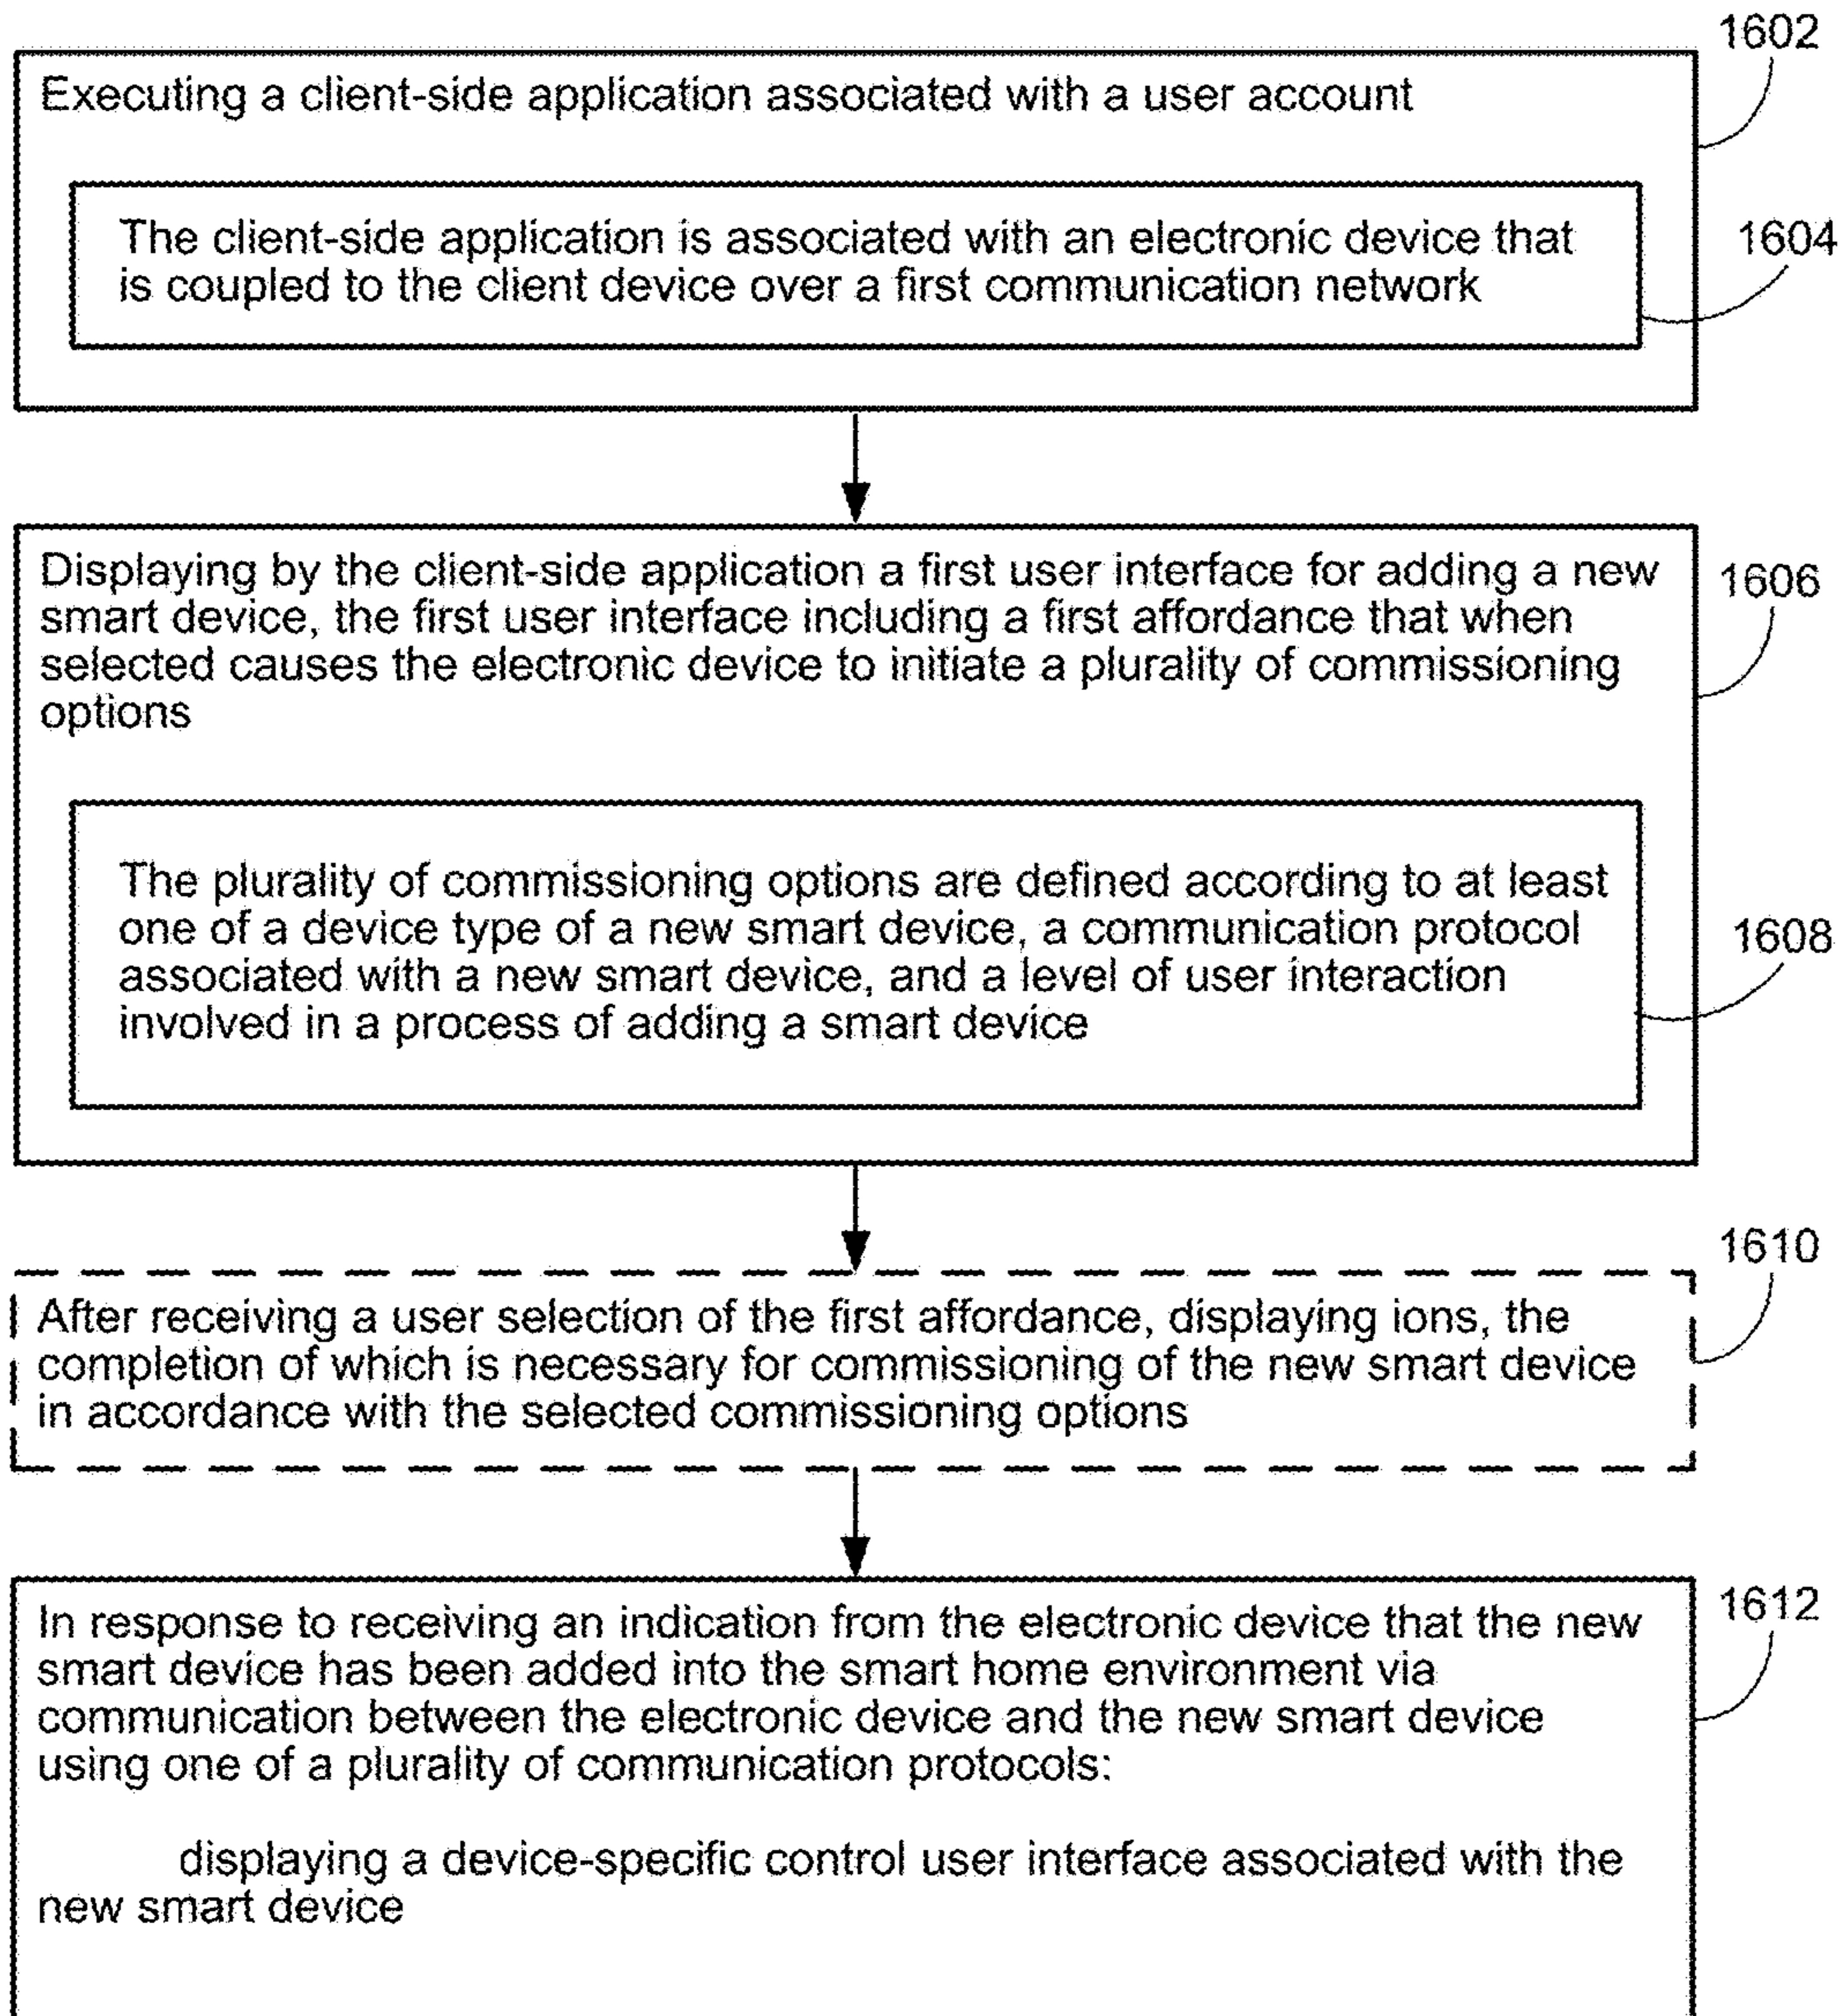 1602
Executing a client-side application associated with a user account
The client-side application is associated with an electronic device that
is coupled to the client device over a first communication network
1604
Displaying by the client-side application a first user interface for adding a new
smart device, the first user interface including a first affordance that when
selected causes the electronic device to initiate a plurality of commissioning
options
1606
The plurality of commissioning options are defined according to at least
one of a device type of a new smart device, a communication protocol
associated with a new smart device, and a level of user interaction
involved in a process of adding a smart device
1608
1610
After receiving a user selection of the first affordance, displaying ions, the
completion of which is necessary for commissioning of the new smart device
in accordance with the selected commissioning options
In response to receiving an indication from the electronic device that the new
smart device has been added into the smart home environment via
communication between the electronic device and the new smart device
using one of a plurality of communication protocols:
1612
displaying a device-specific control user interface associated with the
new smart device